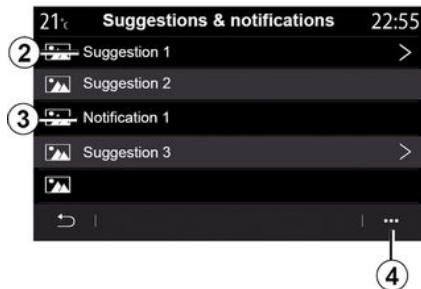 21°c Suggestions & notifications 22:55
2 Suggestion 1
Suggestion 2
3 Notification 1
Suggestion 3
4